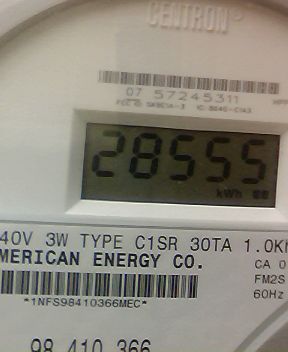 CENTRON®
07 57245311
28555
kWh
40V 3W TYPE C1SR 30TA 1.0Kh
MERICAN ENERGY CO.
CA 0
FM2S
60Hz
*1NFS98410366MEC*
98 410 366